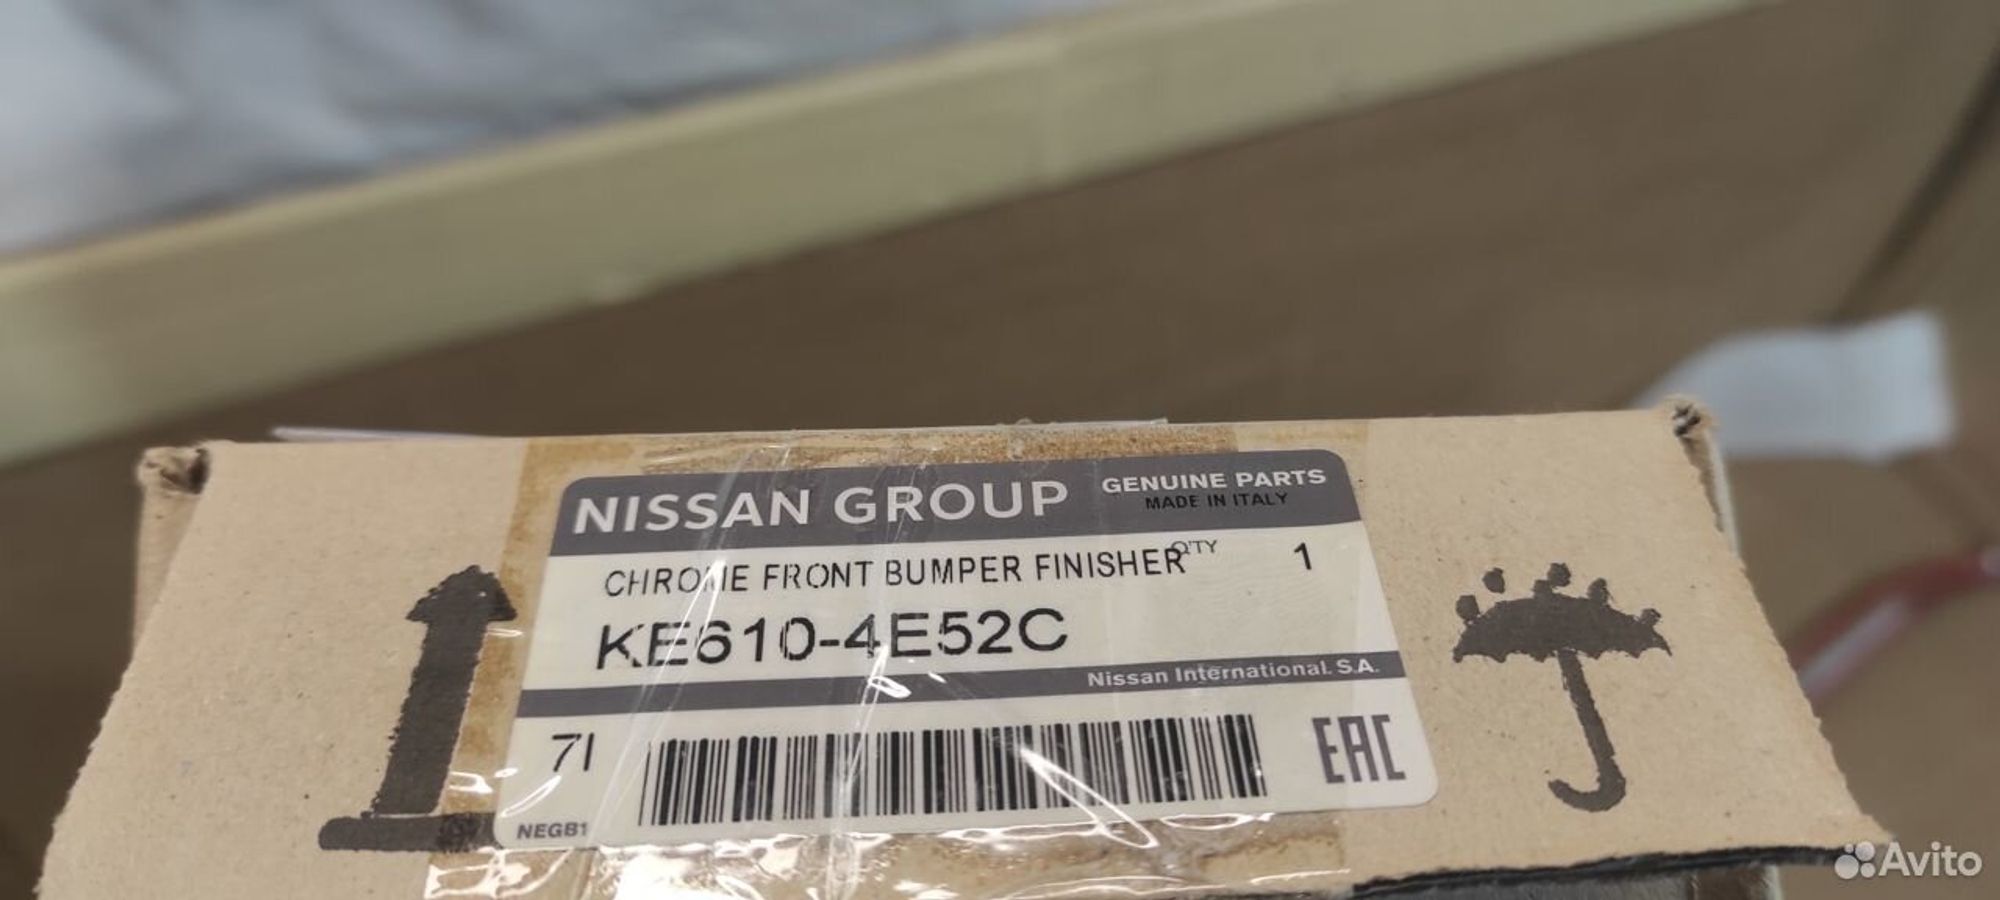 NISSAN GROUP
GENUINE PARTS
MADE IN ITALY
CHROME FRONT BUMPER FINISHER
Q'TY 1
KE610-4E52C
Nissan International. S.A.
7I
EAC
NEGB1
Avito